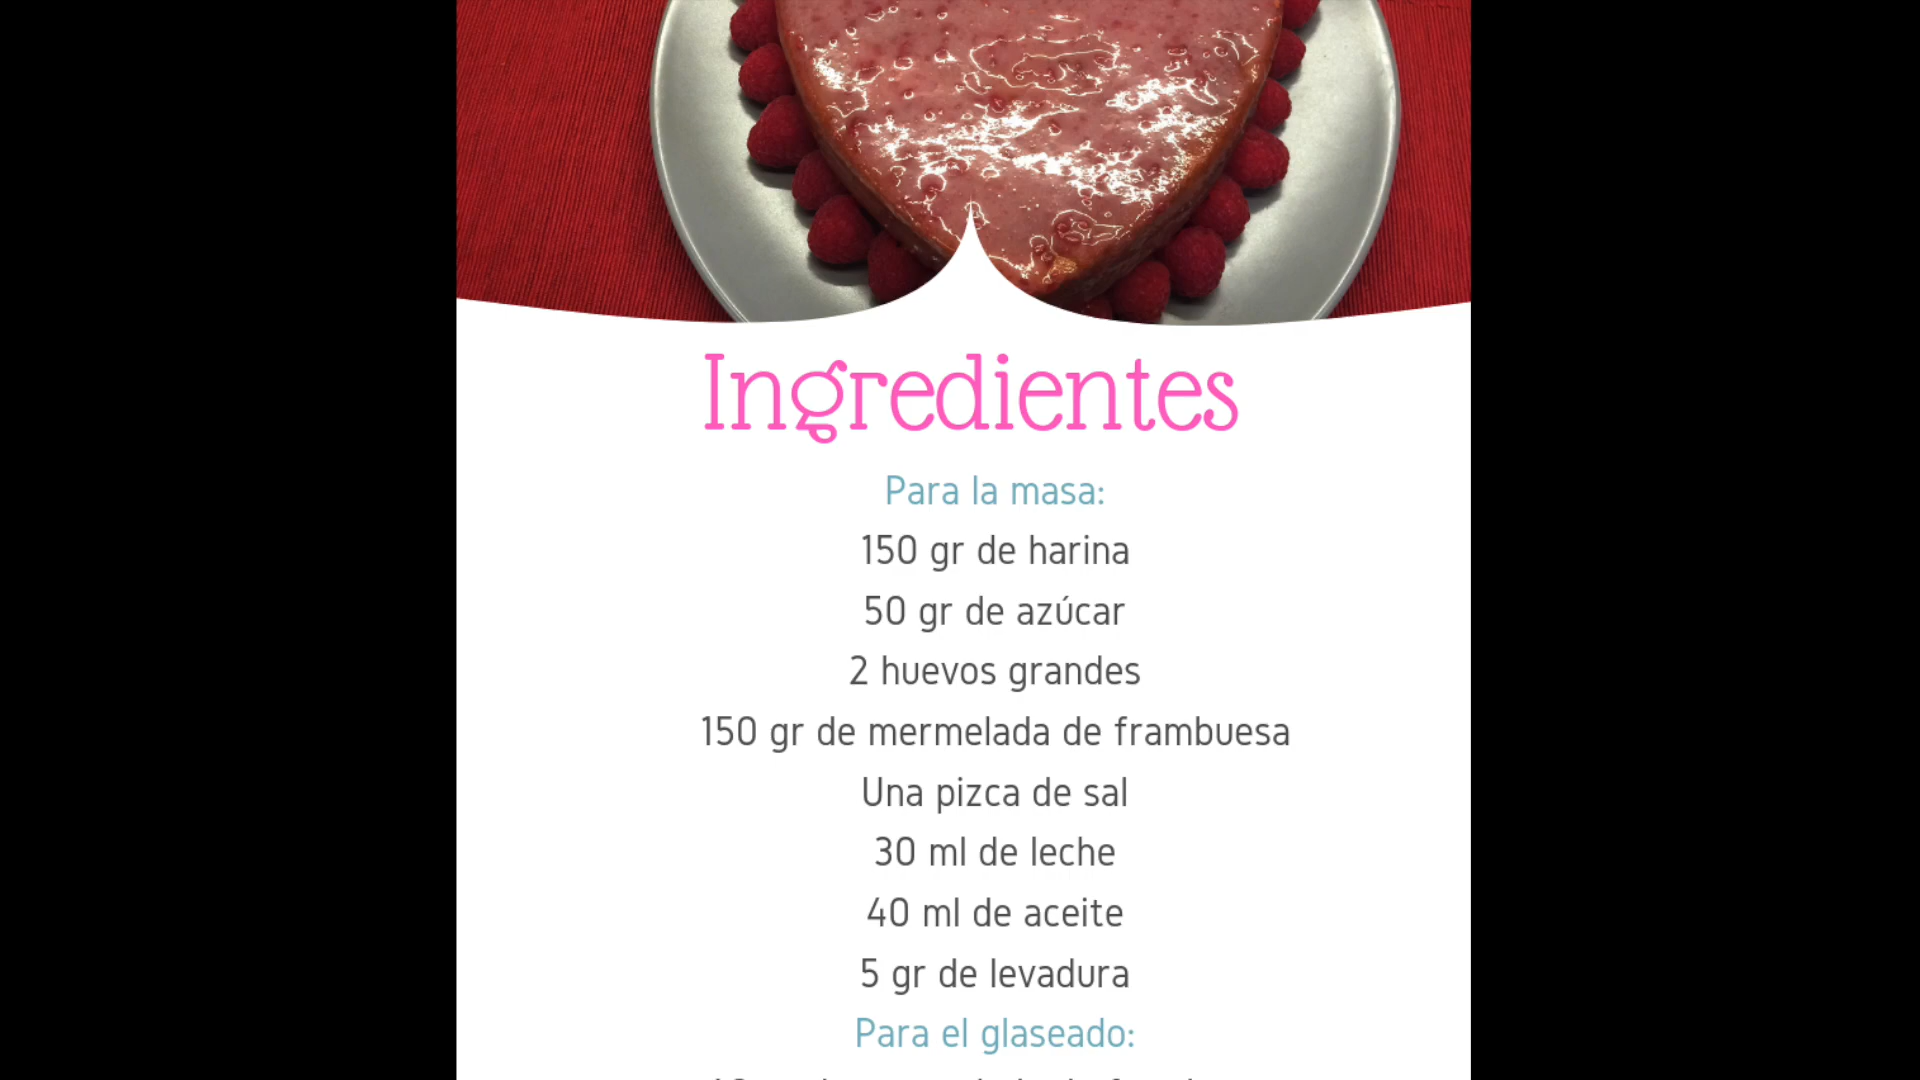 Ingredientes
Para la masa:
150 gr de harina
50 gr de azúcar
2 huevos grandes
150 gr de mermelada de frambuesa
Una pizca de sal
30 ml de leche
40 ml de aceite
5 gr de levadura
Para el glaseado: